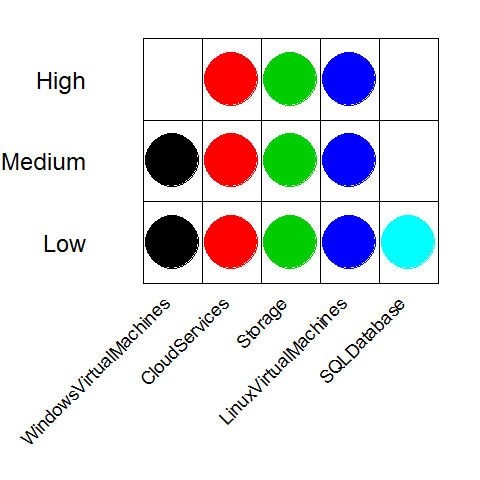 High
Medium
Low
WindowsVirtualMachines
CloudServices
Storage
LinuxVirtualMachines
SQLDatabase